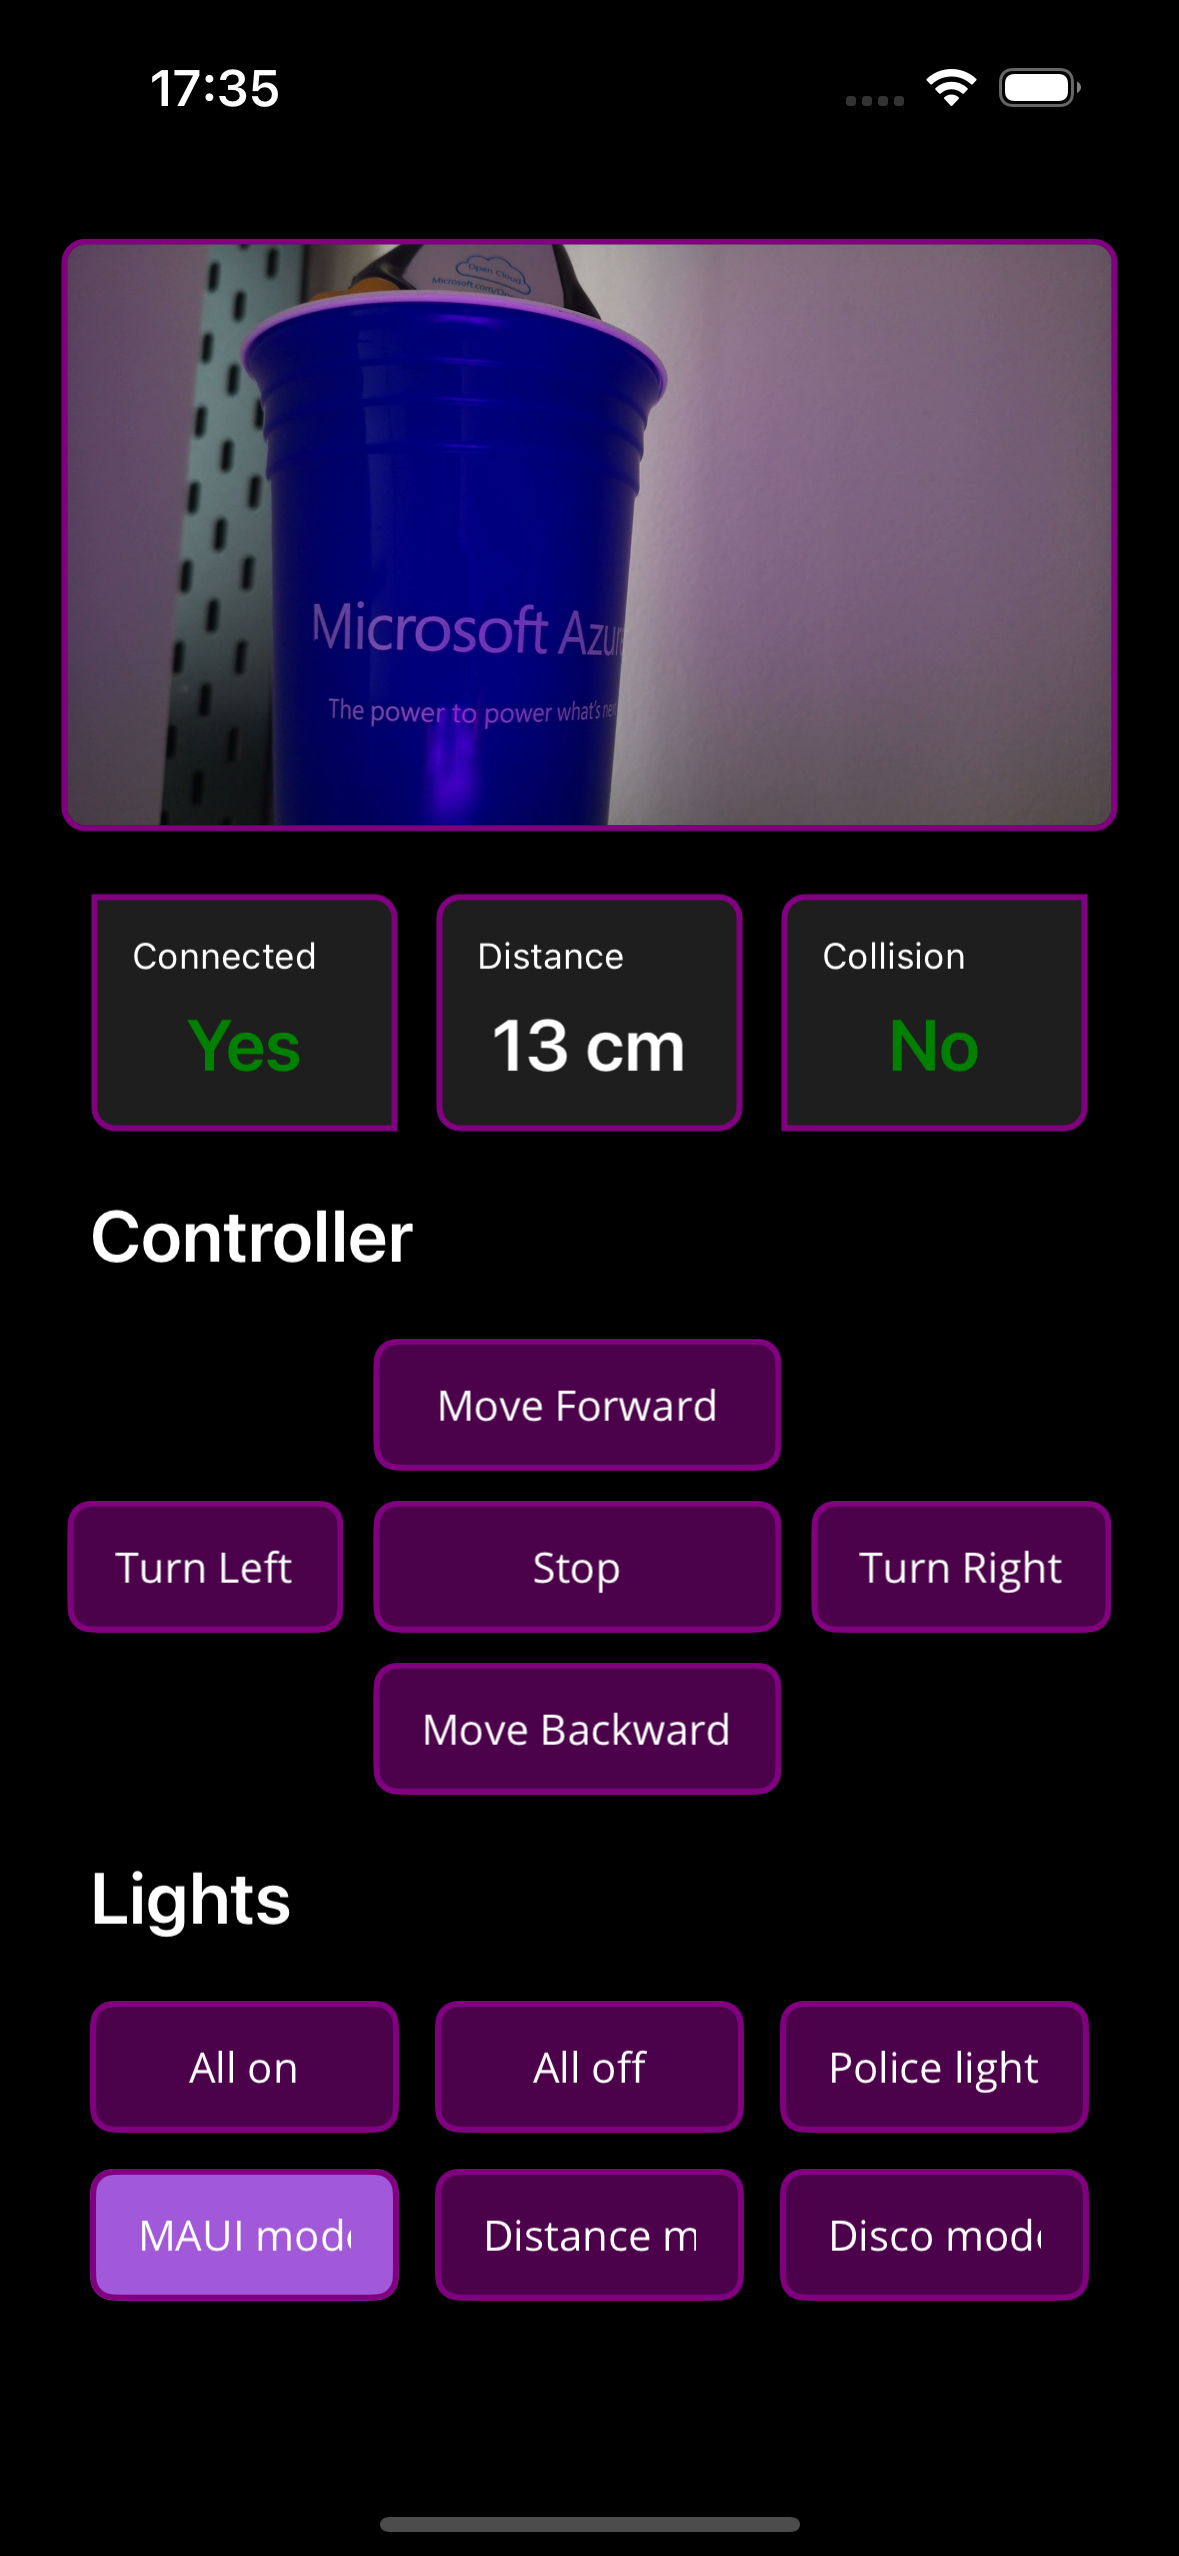 17:35
Open Cloud
Microsoft Azur
The power to power what's ne
Connected
Distance
Collision
Yes
13 cm
No
Controller
Move Forward
Turn Left
Stop
Turn Right
Move Backward
Lights
All on
All off
Police light
MAUI mod
Distance m
Disco mod